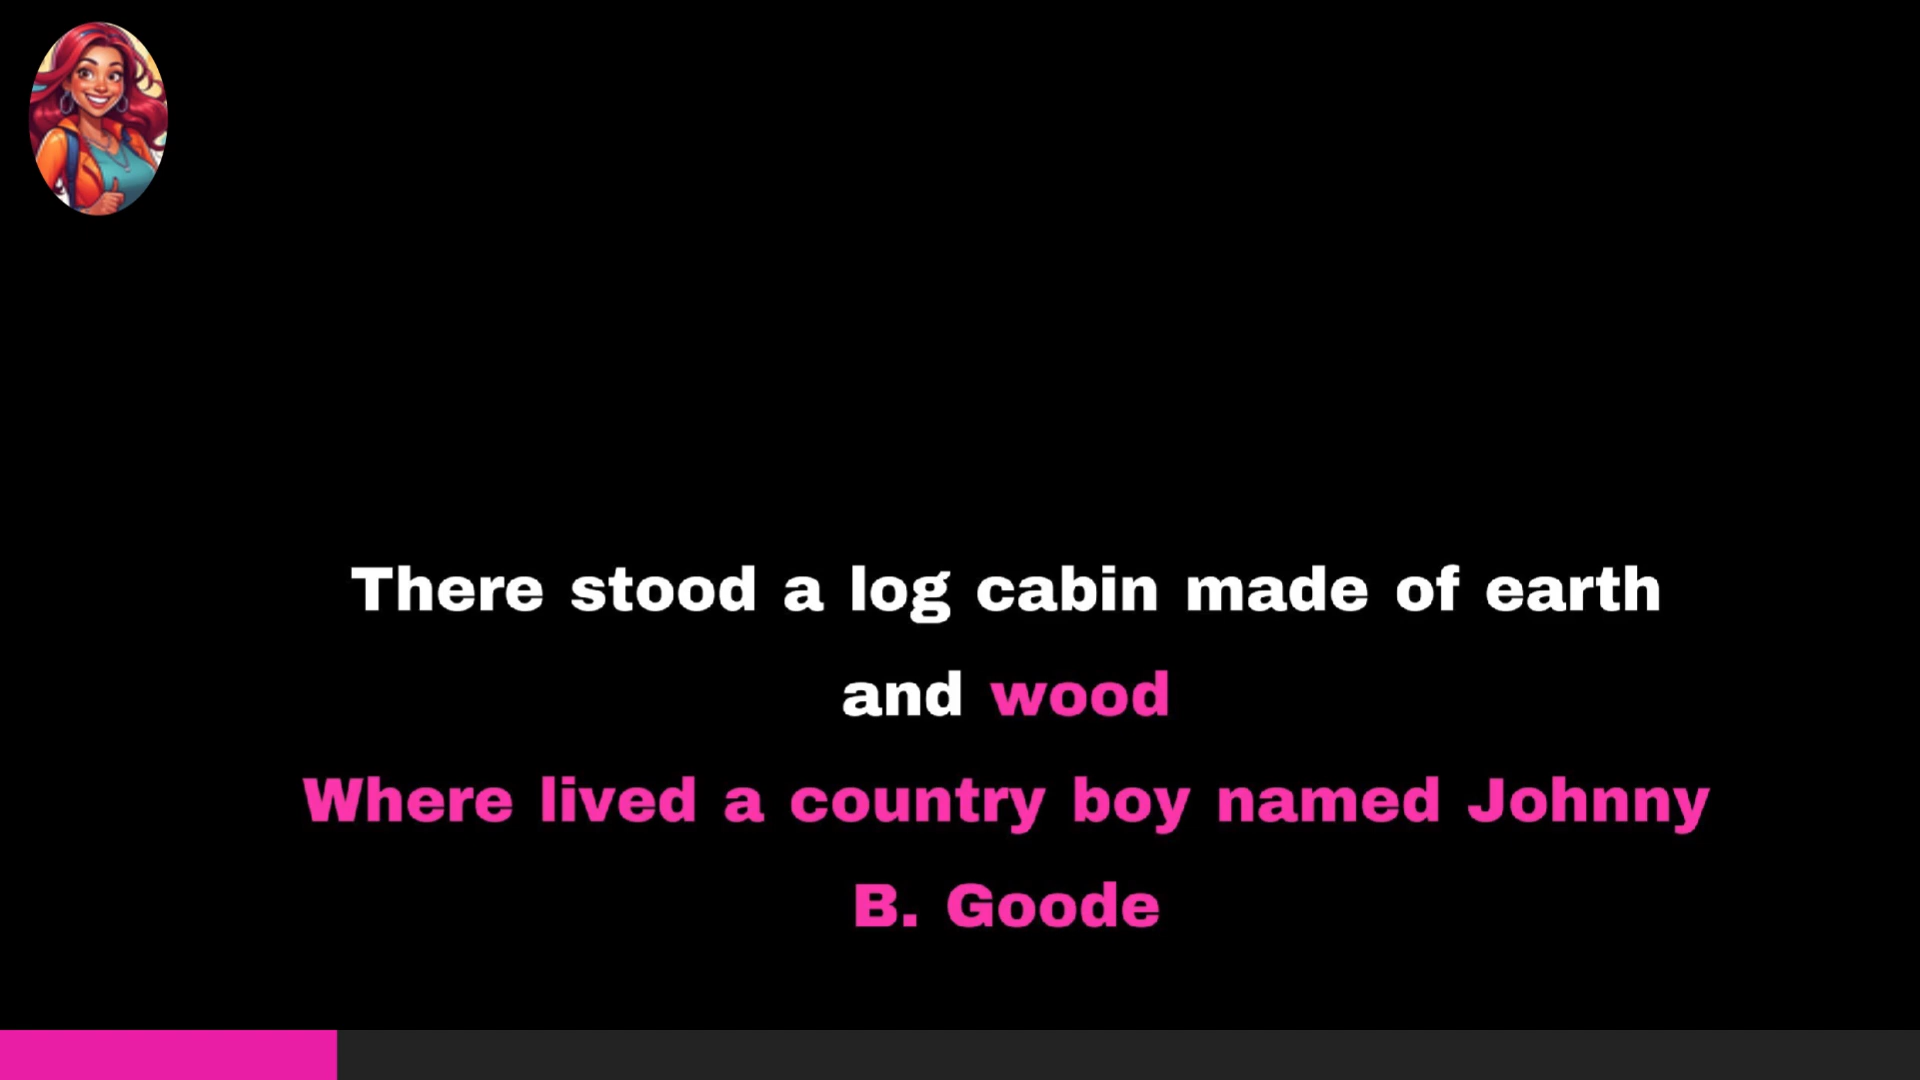 There stood a log cabin made of earth
and wood
Where lived a country boy named Johnny
B. Goode